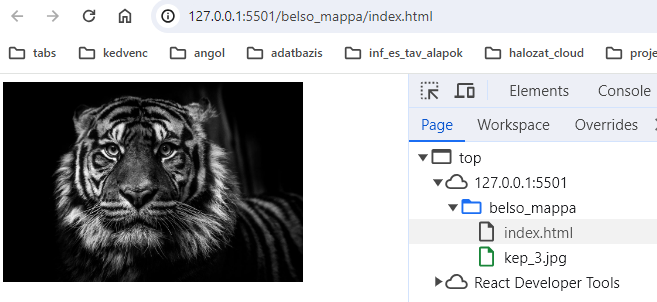 127.0.0.1:5501/belso_mappa/index.html
tabs kedvenc angol adatbazis inf_es_tav_alapok halozat_cloud proje
Elements Console
Page Workspace Overrides
top
127.0.0.1:5501
belso_mappa
index.html
kep_3.jpg
React Developer Tools